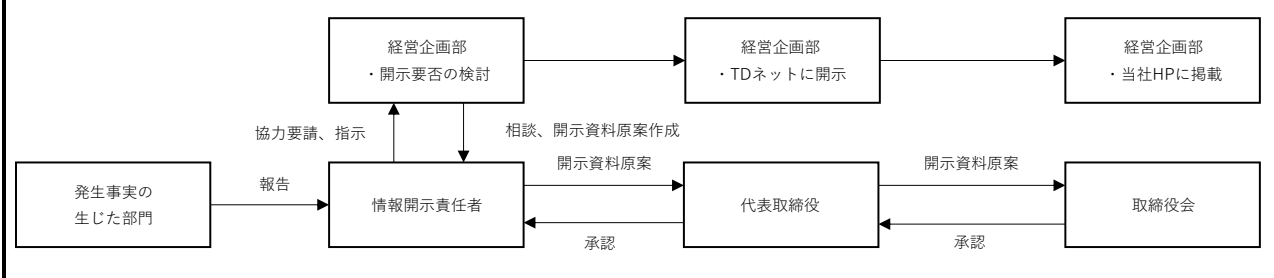 経営企画部
・開示要否の検討
経営企画部
・TDネットに開示
経営企画部
・当社HPに掲載
協力要請、指示
相談、開示資料原案作成
発生事実の
生じた部門
報告
情報開示責任者
開示資料原案
承認
代表取締役
開示資料原案
承認
取締役会